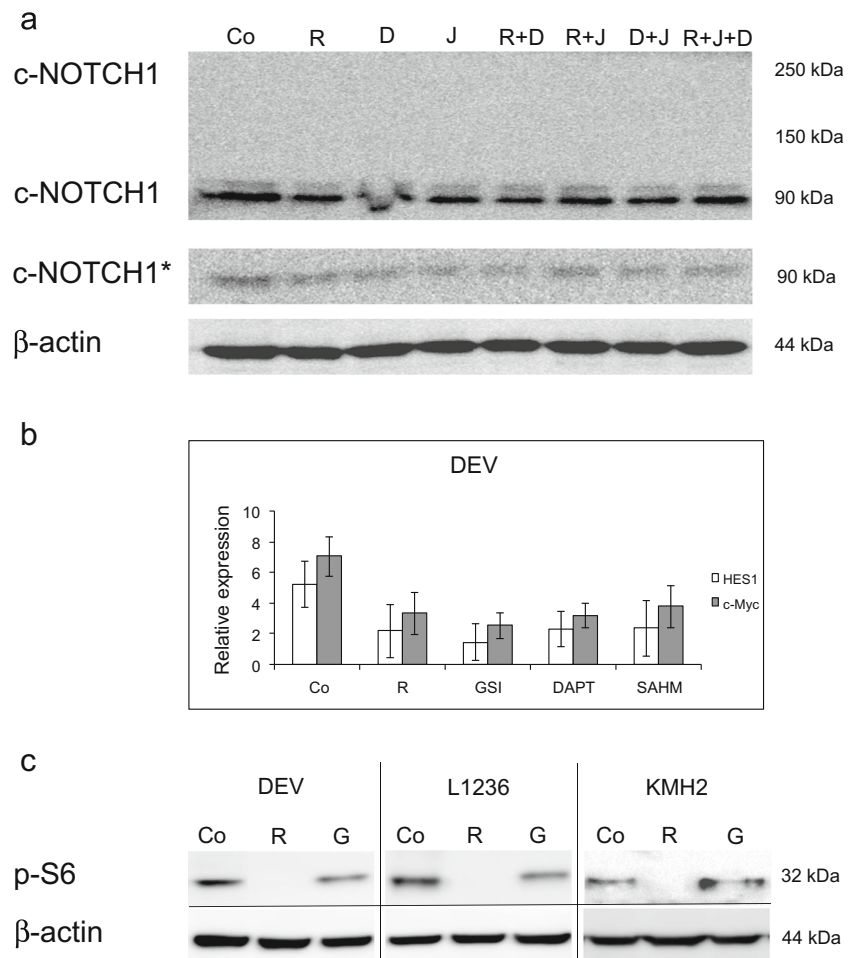 a
Co R D J R+D R+J D+J R+J+D
c-NOTCH1 250 kDa
150 kDa
c-NOTCH1 90 kDa
c-NOTCH1* 90 kDa
β-actin 44 kDa
b
DEV
Relative expression
10
8
6
4
2
0
HES1
c-Myc
Co R GSI DAPT SAHM
c
DEV L1236 KMH2
Co R G Co R G Co R G
p-S6 32 kDa
β-actin 44 kDa